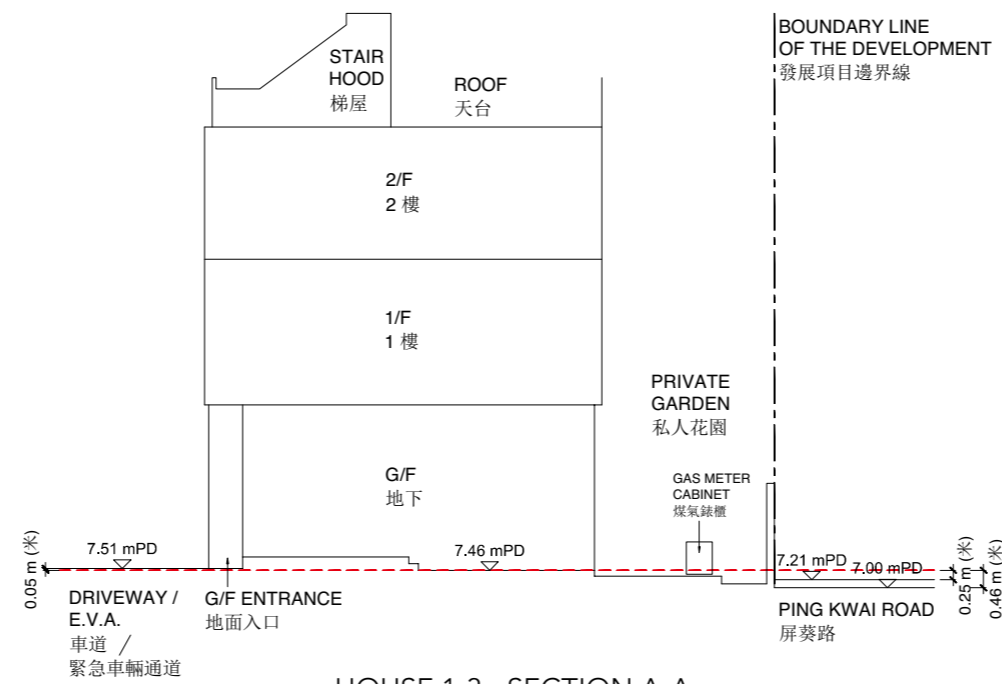 BOUNDARY LINE
OF THE DEVELOPMENT
發展項目邊界線
STAIR
HOOD
梯屋
ROOF
天台
2/F
2 樓
1/F
1 樓
PRIVATE
GARDEN
私人花園
G/F
地下
GAS METER
CABINET
煤氣錶櫃
0.05 m (米)
7.51 mPD
7.46 mPD
7.21 mPD
7.00 mPD
0.25 m (米)
0.46 m (米)
DRIVEWAY /
E.V.A.
車道 /
緊急車輛通道
G/F ENTRANCE
地面入口
PING KWAI ROAD
屏葵路